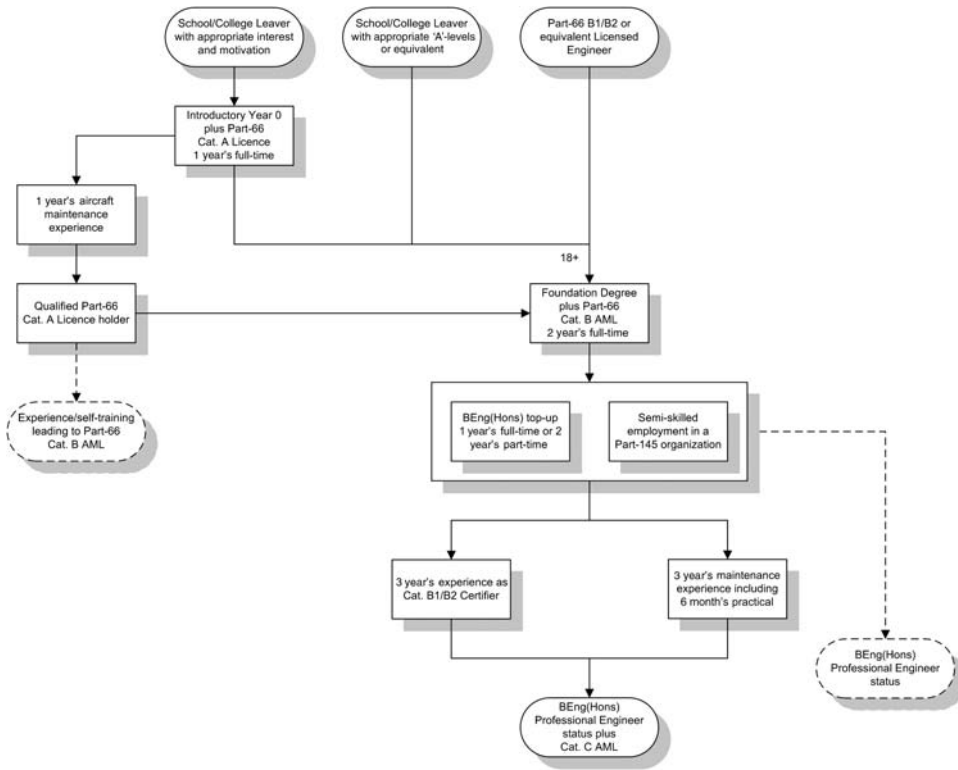 School/College Leaver
with appropriate interest
and motivation
School/College Leaver
with appropriate 'A'-levels
or equivalent
Part-66 B1/B2 or
equivalent Licensed
Engineer
Introductory Year 0
plus Part-66
Cat. A Licence
1 year's full-time
1 year's aircraft
maintenance
experience
18+
Qualified Part-66
Cat. A Licence holder
Foundation Degree
plus Part-66
Cat. B AML
2 year's full-time
Experience/self-training
leading to Part-66
Cat. B AML
BEng(Hons) top-up
1 year's full-time or 2
year's part-time
Semi-skilled
employment in a
Part-145 organization
3 year's experience as
Cat. B1/B2 Certifier
3 year's maintenance
experience including
6 month's practical
BEng(Hons)
Professional Engineer
status
BEng(Hons)
Professional Engineer
status plus
Cat. C AML